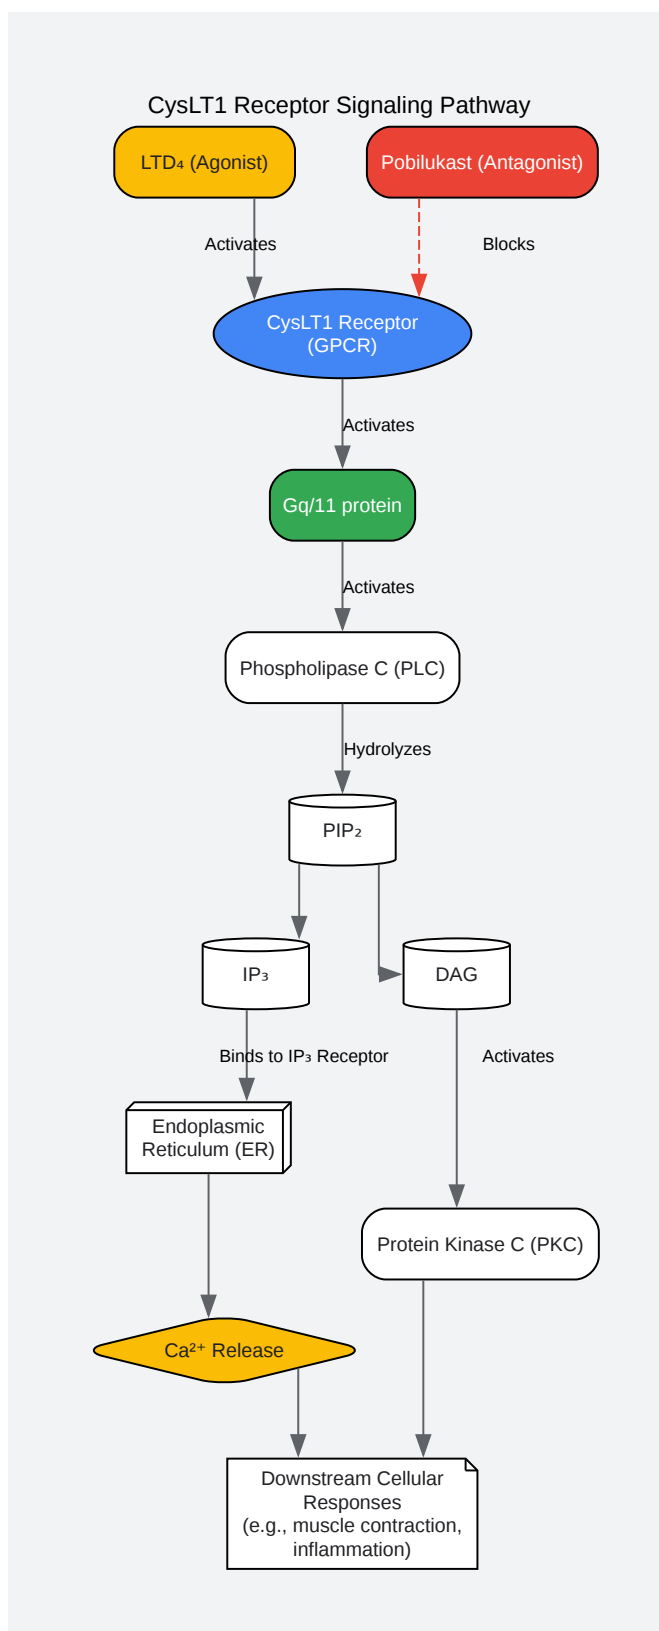 CysLT1 Receptor Signaling Pathway
LTD₄ (Agonist)
Pobilukast (Antagonist)
Activates
Blocks
CysLT1 Receptor
(GPCR)
Activates
Gq/11 protein
Activates
Phospholipase C (PLC)
Hydrolyzes
PIP₂
IP₃
DAG
Binds to IP₃ Receptor
Activates
Endoplasmic
Reticulum (ER)
Protein Kinase C (PKC)
Ca²⁺ Release
Downstream Cellular
Responses
(e.g., muscle contraction,
inflammation)